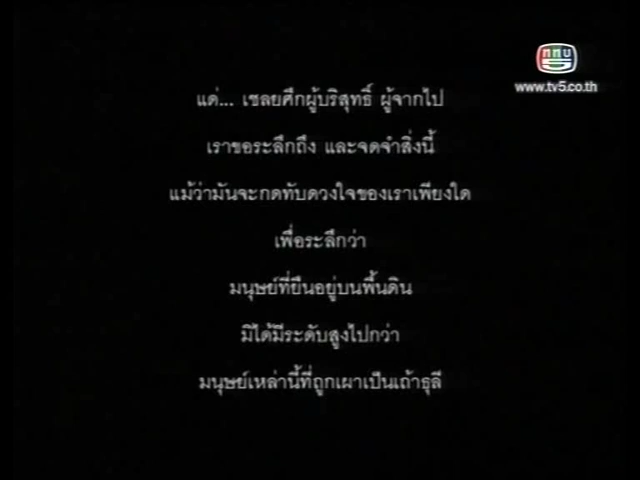 ททบ
5
www.tv5.co.th
แด่... เชลยศึกผู้บริสุทธิ์ ผู้จากไป
เราขอระลึกถึง และจดจำสิ่งนี้
แม้ว่ามันจะกดทับดวงใจของเราเพียงใด
เพื่อระลึกว่า
มนุษย์ที่ยืนอยู่บนพื้นดิน
มิได้มีระดับสูงไปกว่า
มนุษย์เหล่านี้ที่ถูกเผาเป็นเถ้าธุลี